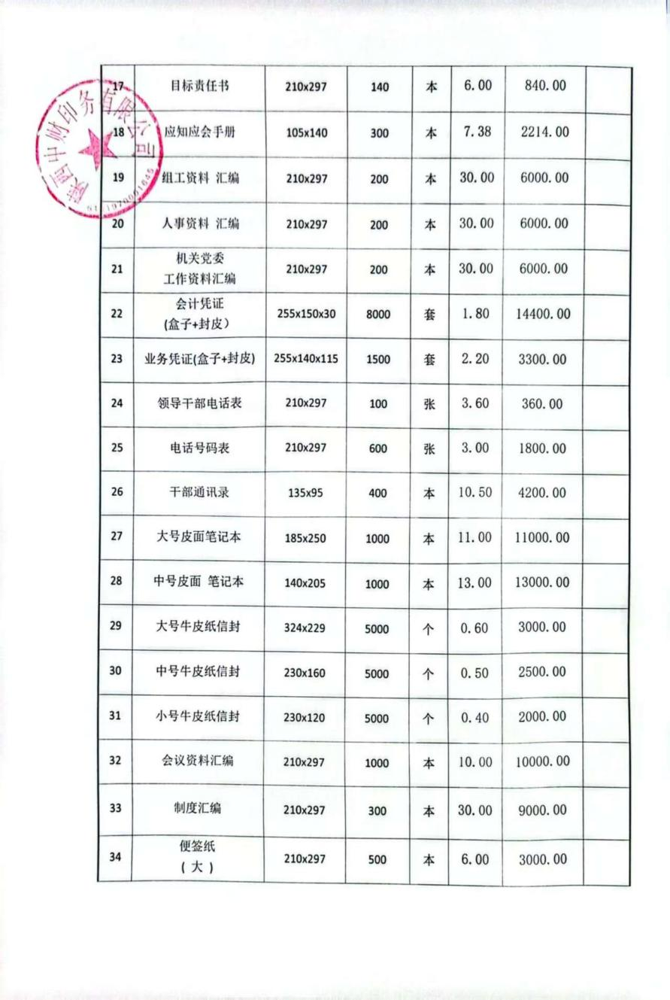 17 目标责任书 210x297 140 本 6.00 840.00
18 应知应会手册 105x140 300 本 7.38 2214.00
19 组工资料 汇编 210x297 200 本 30.00 6000.00
20 人事资料 汇编 210x297 200 本 30.00 6000.00
21 机关党委
工作资料汇编 210x297 200 本 30.00 6000.00
22 会计凭证
(盒子+封皮) 255x150x30 8000 套 1.80 14400.00
23 业务凭证(盒子+封皮) 255x140x115 1500 套 2.20 3300.00
24 领导干部电话表 210x297 100 张 3.60 360.00
25 电话号码表 210x297 600 张 3.00 1800.00
26 干部通讯录 135x95 400 本 10.50 4200.00
27 大号皮面笔记本 185x250 1000 本 11.00 11000.00
28 中号皮面 笔记本 140x205 1000 本 13.00 13000.00
29 大号牛皮纸信封 324x229 5000 个 0.60 3000.00
30 中号牛皮纸信封 230x160 5000 个 0.50 2500.00
31 小号牛皮纸信封 230x120 5000 个 0.40 2000.00
32 会议资料汇编 210x297 1000 本 10.00 10000.00
33 制度汇编 210x297 300 本 30.00 9000.00
34 便签纸
( 大 ) 210x297 500 本 6.00 3000.00
陕西中财印务有限公司